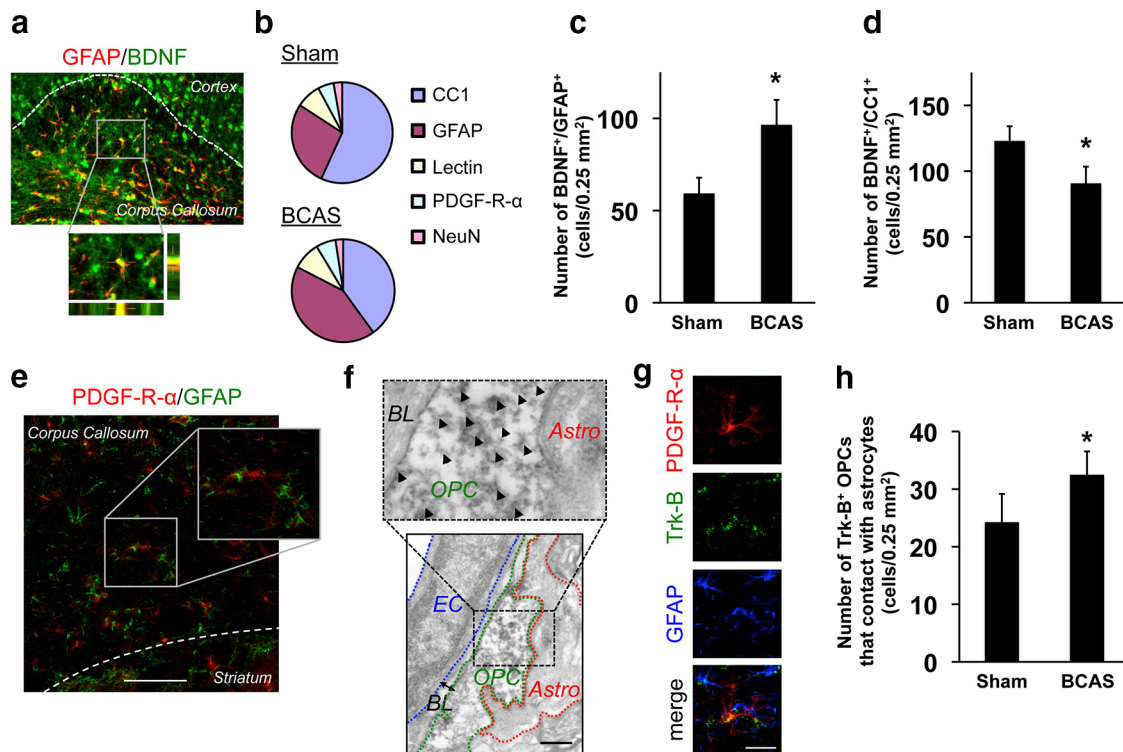 a
GFAP/BDNF
Cortex
Corpus Callosum
b
Sham
BCAS
CC1
GFAP
Lectin
PDGF-R-α
NeuN
c
Number of BDNF⁺/GFAP⁺
(cells/0.25 mm²)
100
50
0
*
Sham BCAS
d
Number of BDNF⁺/CC1⁺
(cells/0.25 mm²)
150
100
50
0
*
Sham BCAS
e
PDGF-R-α/GFAP
Corpus Callosum
Striatum
f
BL
Astro
OPC
EC
OPC
Astro
BL
g
PDGF-R-α
Trk-B
GFAP
merge
h
Number of Trk-B⁺ OPCs
that contact with astrocytes
(cells/0.25 mm²)
40
30
20
10
0
*
Sham BCAS